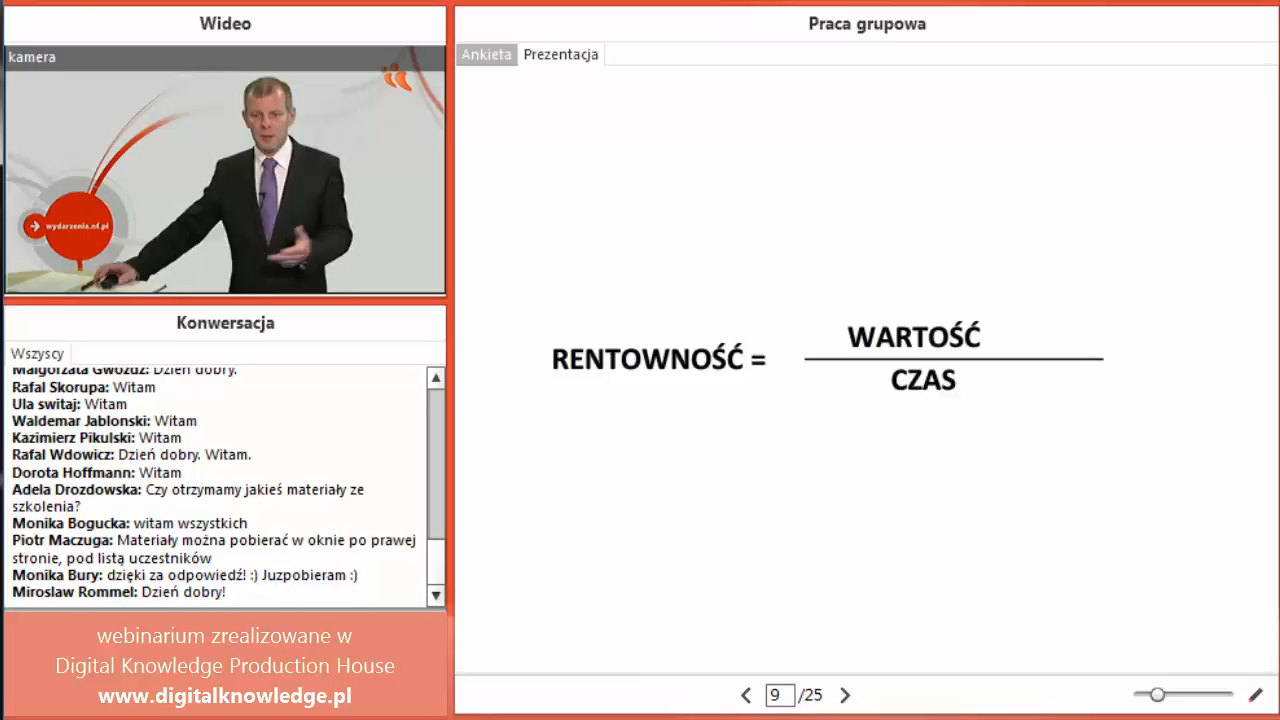 Wideo
kamera
wydarzenia.nf.pl
Konwersacja
Wszyscy
Malgorzata Gwozdz: Dzień dobry.
Rafal Skorupa: Witam
Ula switaj: Witam
Waldemar Jablonski: Witam
Kazimierz Pikulski: Witam
Rafal Wdowicz: Dzień dobry. Witam.
Dorota Hoffmann: Witam
Adela Drozdowska: Czy otrzymamy jakieś materiały ze
szkolenia?
Monika Bogucka: witam wszystkich
Piotr Maczuga: Materiały można pobierać w oknie po prawej
stronie, pod listą uczestników
Monika Bury: dzięki za odpowiedź! :) Juzpobieram :)
Miroslaw Rommel: Dzień dobry!
webinarium zrealizowane w
Digital Knowledge Production House
www.digitalknowledge.pl
Praca grupowa
Ankieta Prezentacja
WARTOŚĆ
RENTOWNOŚĆ =
CZAS
9 /25